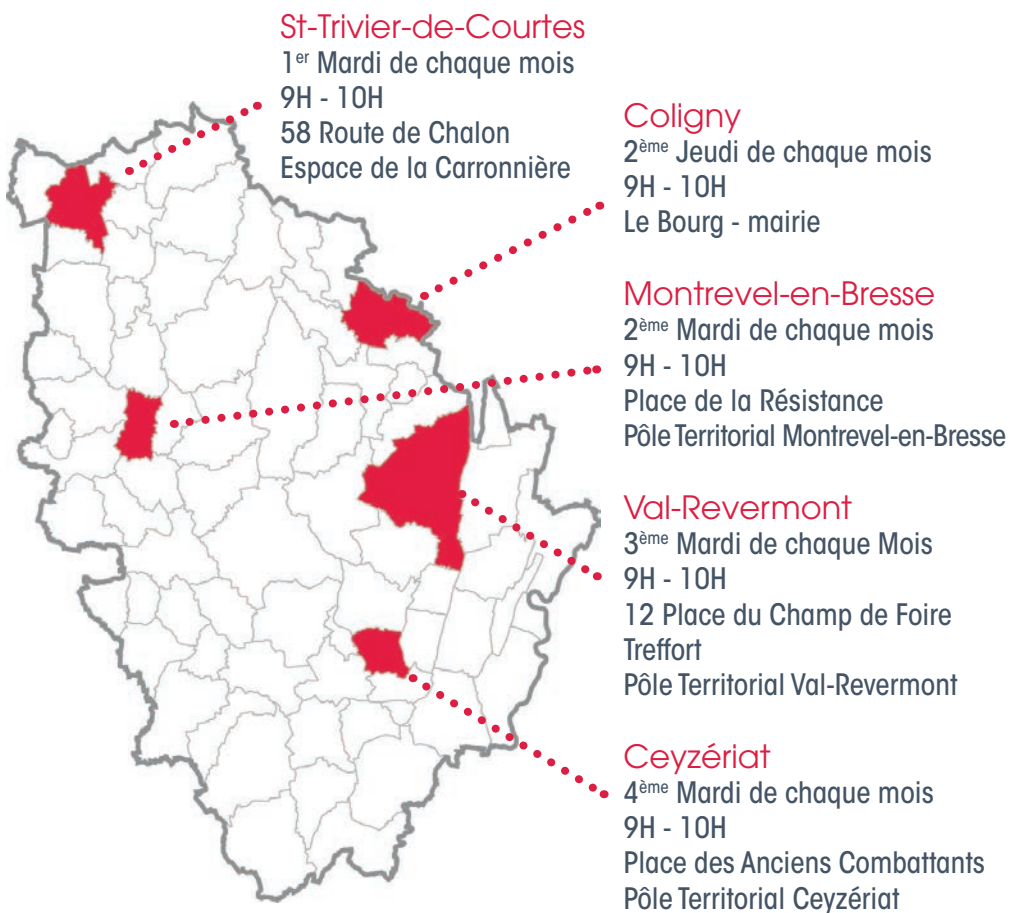 St-Trivier-de-Courtes
1er Mardi de chaque mois
9H - 10H
58 Route de Chalon
Espace de la Carronnière
Coligny
2ème Jeudi de chaque mois
9H - 10H
Le Bourg - mairie
Montrevel-en-Bresse
2ème Mardi de chaque mois
9H - 10H
Place de la Résistance
Pôle Territorial Montrevel-en-Bresse
Val-Revermont
3ème Mardi de chaque Mois
9H - 10H
12 Place du Champ de Foire
Treffort
Pôle Territorial Val-Revermont
Ceyzériat
4ème Mardi de chaque mois
9H - 10H
Place des Anciens Combattants
Pôle Territorial Ceyzériat